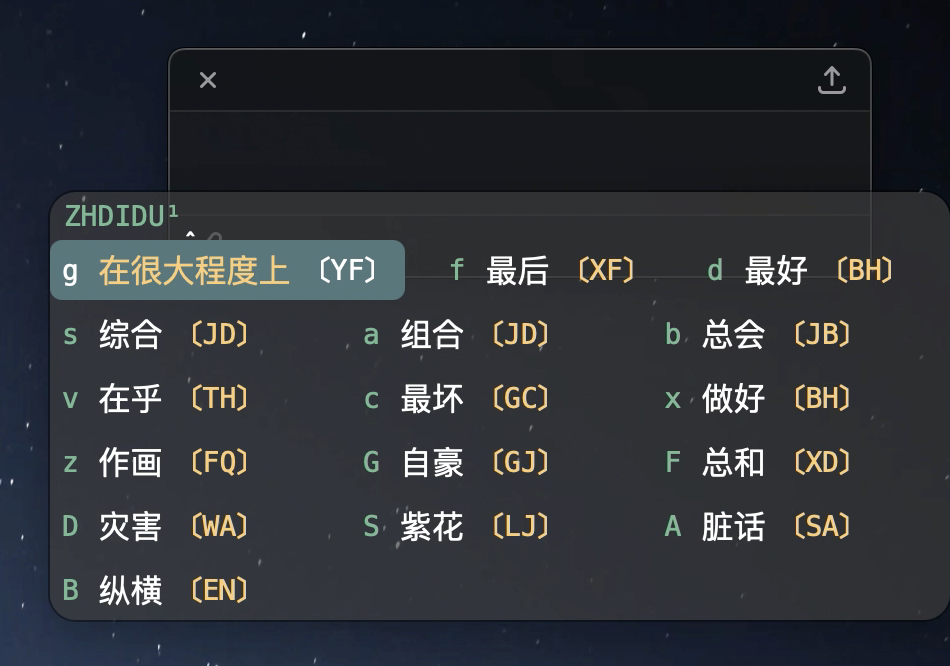 ZHDIDU¹
g 在很大程度上 〔YF〕 f 最后 〔XF〕 d 最好 〔BH〕
s 综合 〔JD〕 a 组合 〔JD〕 b 总会 〔JB〕
v 在乎 〔TH〕 c 最坏 〔GC〕 x 做好 〔BH〕
z 作画 〔FQ〕 G 自豪 〔GJ〕 F 总和 〔XD〕
D 灾害 〔WA〕 S 紫花 〔LJ〕 A 脏话 〔SA〕
B 纵横 〔EN〕